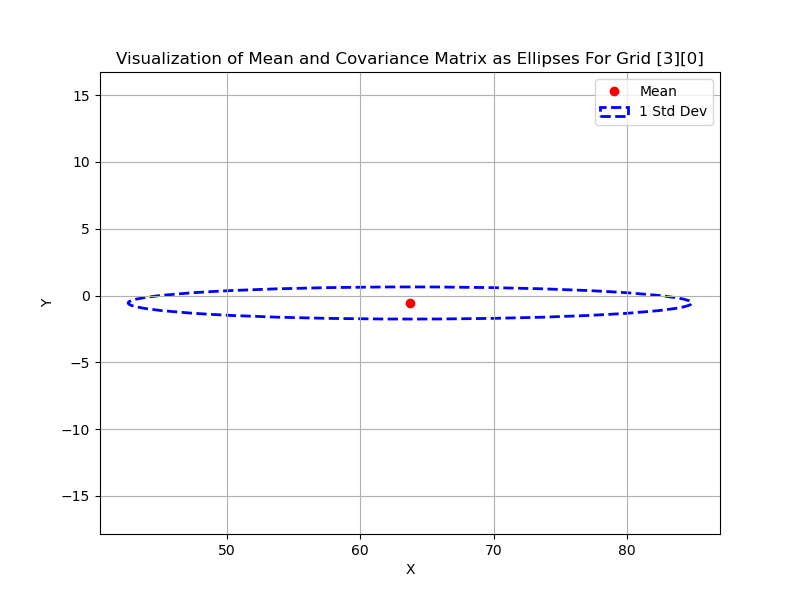 Visualization of Mean and Covariance Matrix as Ellipses For Grid [3][0]
Mean
1 Std Dev
15
10
5
0
−5
−10
−15
Y
50
60
70
80
X